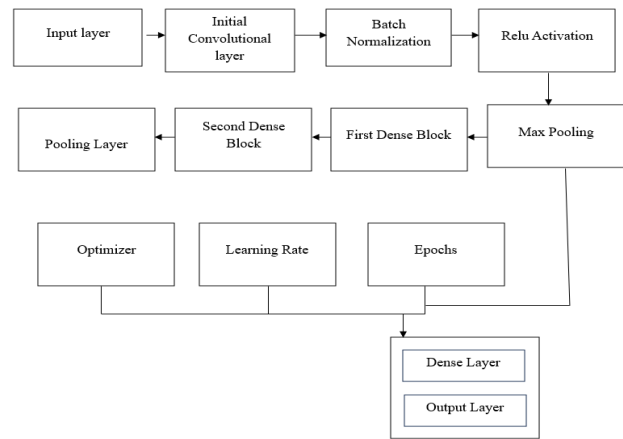 Input layer
Initial
Convolutional
layer
Batch
Normalization
Relu Activation
Max Pooling
First Dense Block
Second Dense
Block
Pooling Layer
Optimizer
Learning Rate
Epochs
Dense Layer
Output Layer